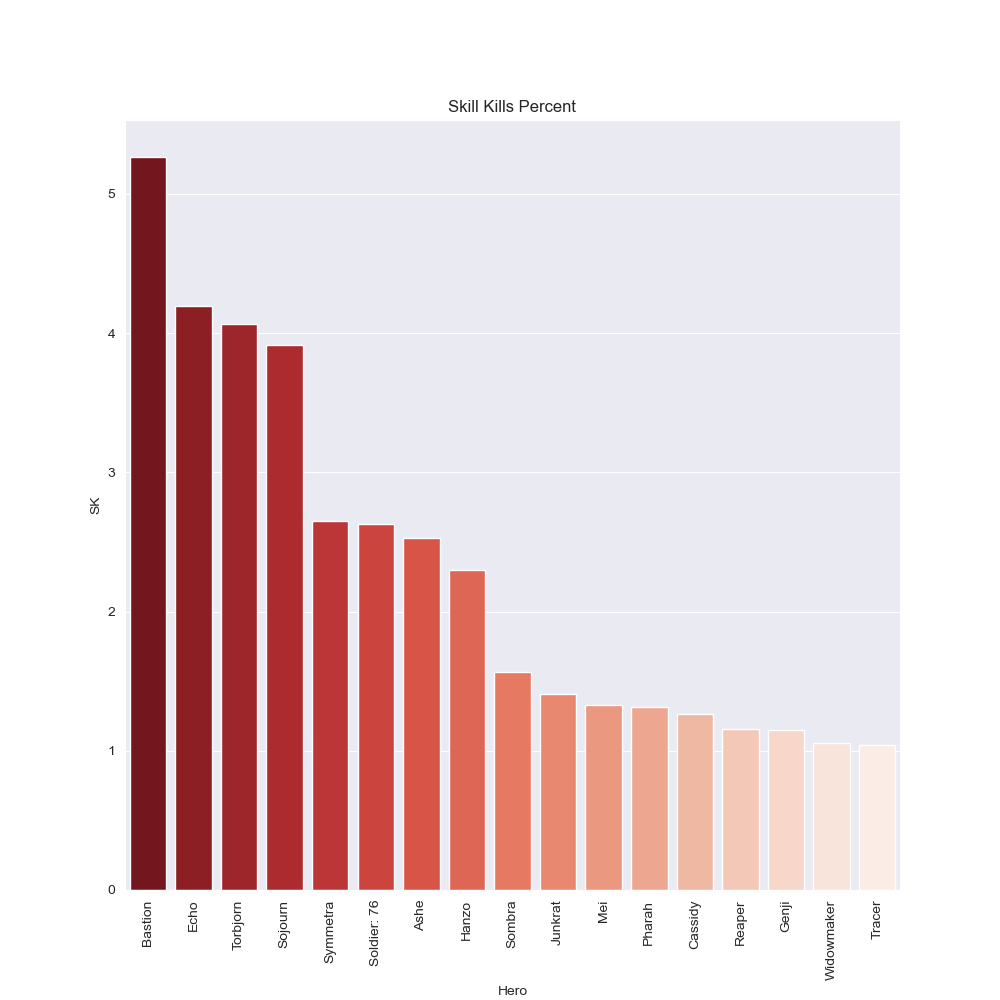 Skill Kills Percent
5
4
3
2
1
0
SK
Bastion
Echo
Torbjorn
Sojourn
Symmetra
Soldier: 76
Ashe
Hanzo
Sombra
Junkrat
Mei
Pharah
Cassidy
Reaper
Genji
Widowmaker
Tracer
Hero